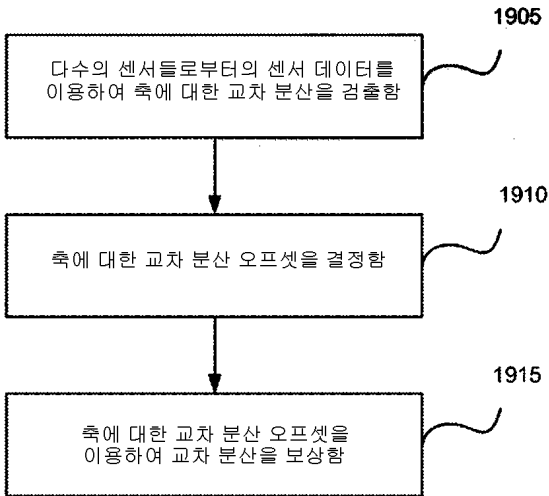 1905
다수의 센서들로부터의 센서 데이터를
이용하여 축에 대한 교차 분산을 검출함
1910
축에 대한 교차 분산 오프셋을 결정함
1915
축에 대한 교차 분산 오프셋을
이용하여 교차 분산을 보상함